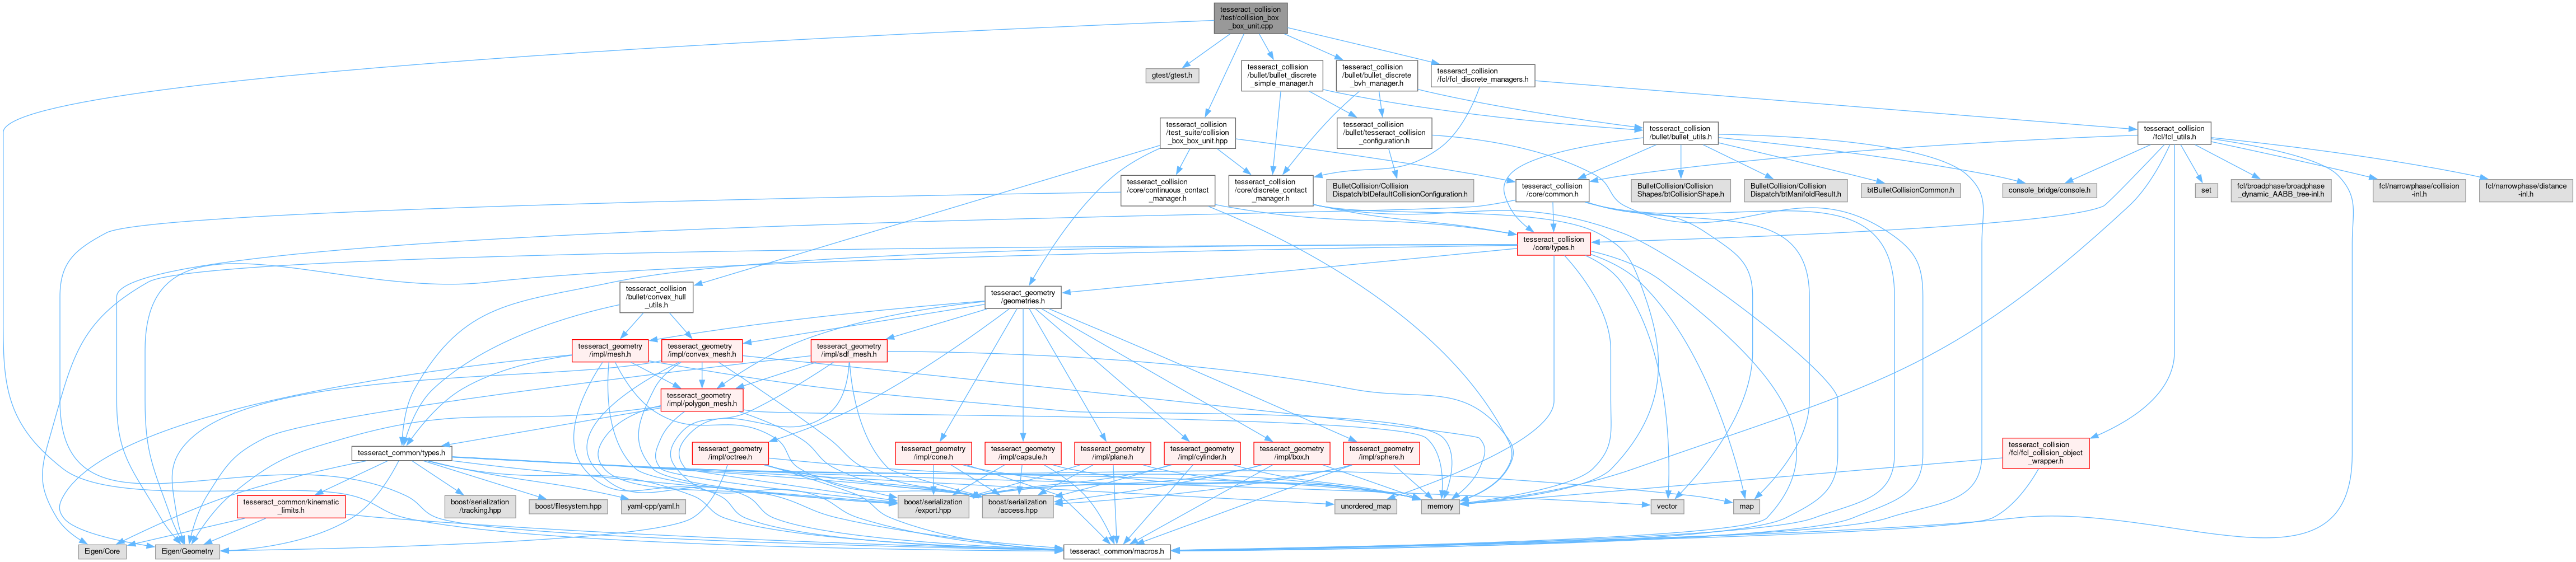 tesseract_collision
/test/collision_box
_box_unit.cpp
gtest/gtest.h
tesseract_collision
/bullet/bullet_discrete
_simple_manager.h
tesseract_collision
/bullet/bullet_discrete
_bvh_manager.h
tesseract_collision
/fcl/fcl_discrete_managers.h
tesseract_collision
/test_suite/collision
_box_box_unit.hpp
tesseract_collision
/bullet/tesseract_collision
_configuration.h
tesseract_collision
/bullet/bullet_utils.h
tesseract_collision
/fcl/fcl_utils.h
tesseract_collision
/core/continuous_contact
_manager.h
tesseract_collision
/core/discrete_contact
_manager.h
BulletCollision/Collision
Dispatch/btDefaultCollisionConfiguration.h
tesseract_collision
/core/common.h
BulletCollision/Collision
Shapes/btCollisionShape.h
BulletCollision/Collision
Dispatch/btManifoldResult.h
btBulletCollisionCommon.h
console_bridge/console.h
set
fcl/broadphase/broadphase
_dynamic_AABB_tree-inl.h
fcl/narrowphase/collision
-inl.h
fcl/narrowphase/distance
-inl.h
tesseract_collision
/core/types.h
tesseract_collision
/bullet/convex_hull
_utils.h
tesseract_geometry
/geometries.h
tesseract_geometry
/impl/mesh.h
tesseract_geometry
/impl/convex_mesh.h
tesseract_geometry
/impl/sdf_mesh.h
tesseract_geometry
/impl/polygon_mesh.h
tesseract_common/types.h
tesseract_geometry
/impl/octree.h
tesseract_geometry
/impl/cone.h
tesseract_geometry
/impl/capsule.h
tesseract_geometry
/impl/plane.h
tesseract_geometry
/impl/cylinder.h
tesseract_geometry
/impl/box.h
tesseract_geometry
/impl/sphere.h
tesseract_collision
/fcl/fcl_collision_object
_wrapper.h
tesseract_common/kinematic
_limits.h
boost/serialization
/tracking.hpp
boost/filesystem.hpp
yaml-cpp/yaml.h
boost/serialization
/export.hpp
boost/serialization
/access.hpp
unordered_map
memory
vector
map
Eigen/Core
Eigen/Geometry
tesseract_common/macros.h